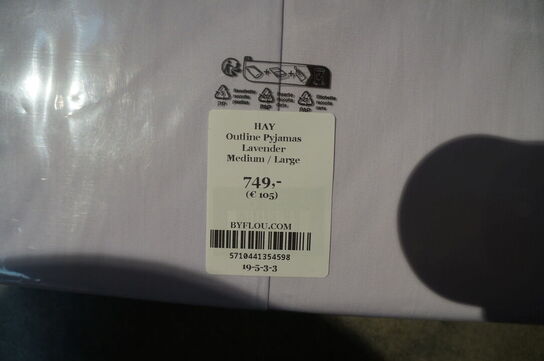 HAY
Outline Pyjamas
Lavender
Medium / Large
749,-
(€ 105)
BYFLOU.COM
5710441354598
19-5-3-3